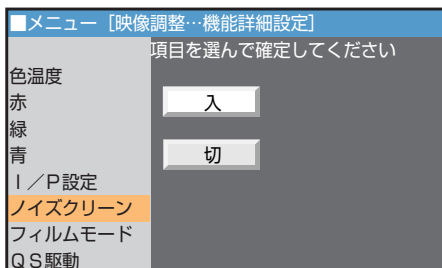 ■メニュー［映像調整…機能詳細設定］
項目を選んで確定してください
色温度
赤
入
緑
青
切
Ｉ／Ｐ設定
ノイズクリーン
フィルムモード
ＱＳ駆動